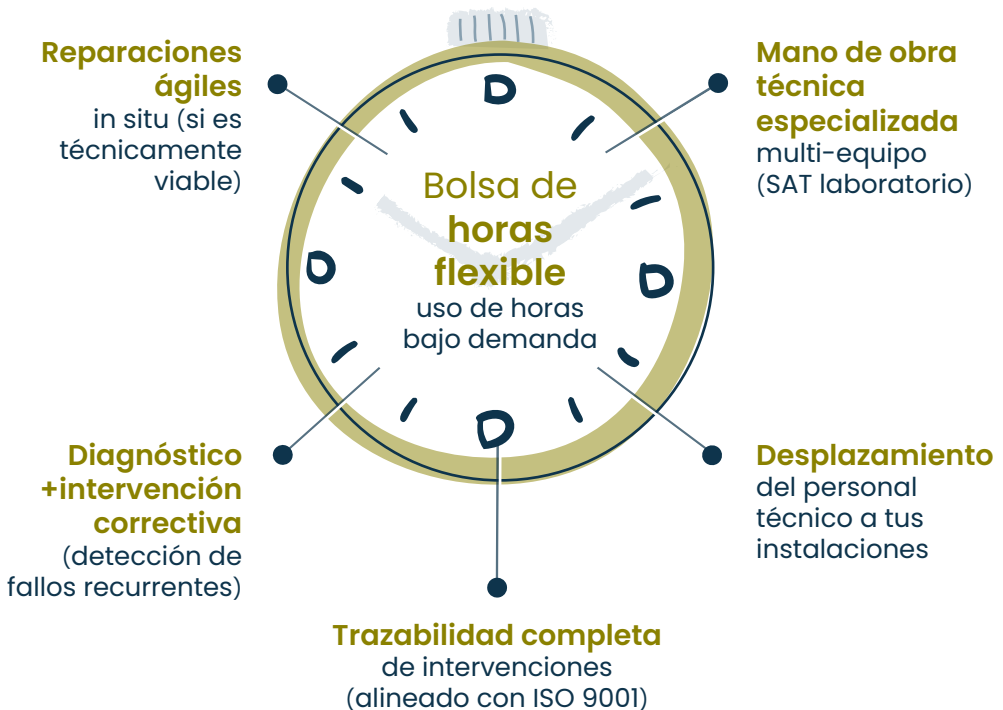 Reparaciones
ágiles
in situ (si es
técnicamente
viable)
Mano de obra
técnica
especializada
multi-equipo
(SAT laboratorio)
Bolsa de
horas
flexible
uso de horas
bajo demanda
Diagnóstico
+intervención
correctiva
(detección de
fallos recurrentes)
Desplazamiento
del personal
técnico a tus
instalaciones
Trazabilidad completa
de intervenciones
(alineado con ISO 9001)